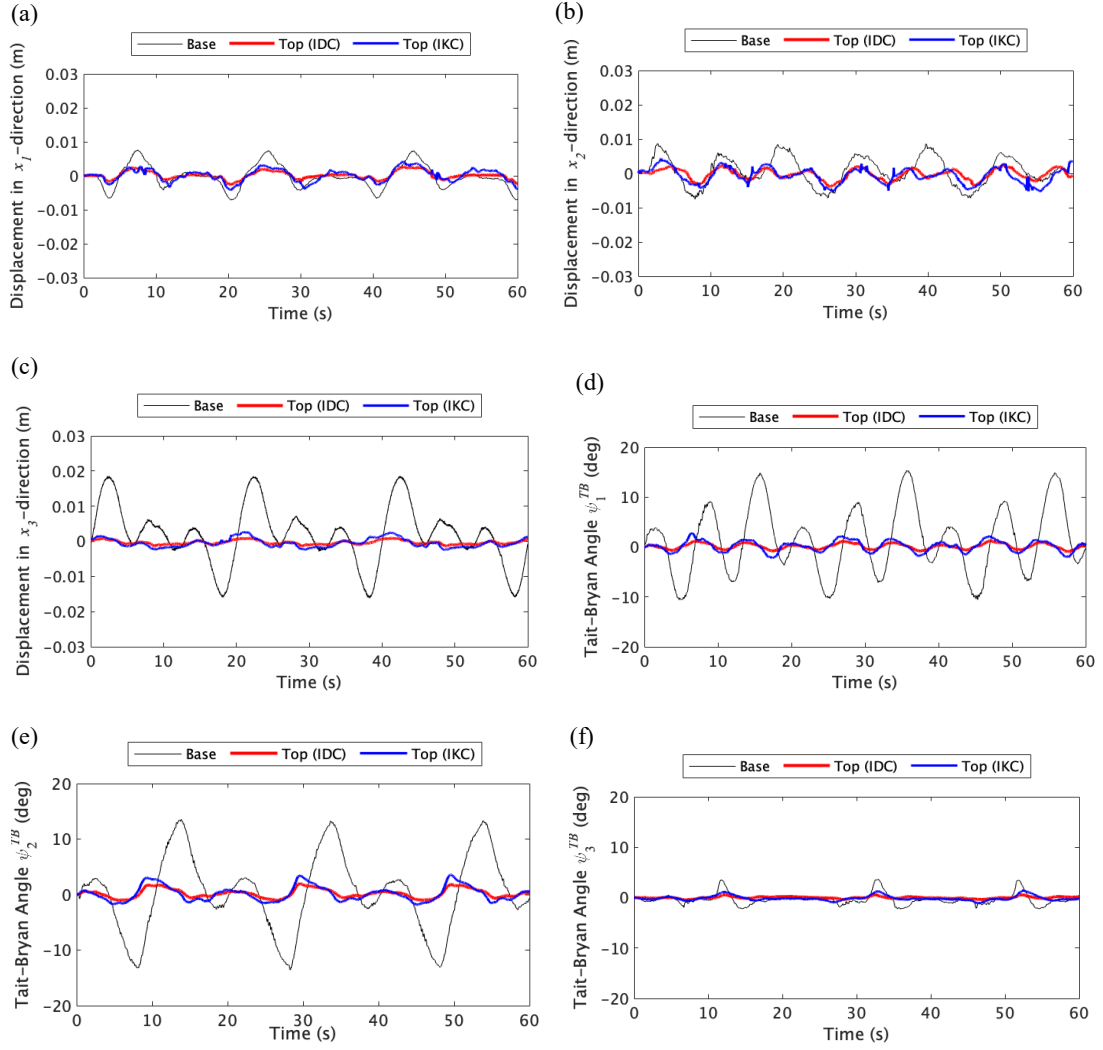 (a)
Base Top (IDC) Top (IKC)
Displacement in x1-direction (m)
0.03
0.02
0.01
0
−0.01
−0.02
−0.03
0 10 20 30 40 50 60
Time (s)
(b)
Base Top (IDC) Top (IKC)
Displacement in x2-direction (m)
0.03
0.02
0.01
0
−0.01
−0.02
−0.03
0 10 20 30 40 50 60
Time (s)
(c)
Base Top (IDC) Top (IKC)
Displacement in x3-direction (m)
0.03
0.02
0.01
0
−0.01
−0.02
−0.03
0 10 20 30 40 50 60
Time (s)
(d)
Base Top (IDC) Top (IKC)
Tait−Bryan Angle ψ1^TB (deg)
20
10
0
−10
−20
0 10 20 30 40 50 60
Time (s)
(e)
Base Top (IDC) Top (IKC)
Tait−Bryan Angle ψ2^TB (deg)
20
10
0
−10
−20
0 10 20 30 40 50 60
Time (s)
(f)
Base Top (IDC) Top (IKC)
Tait−Bryan Angle ψ3^TB (deg)
20
10
0
−10
−20
0 10 20 30 40 50 60
Time (s)